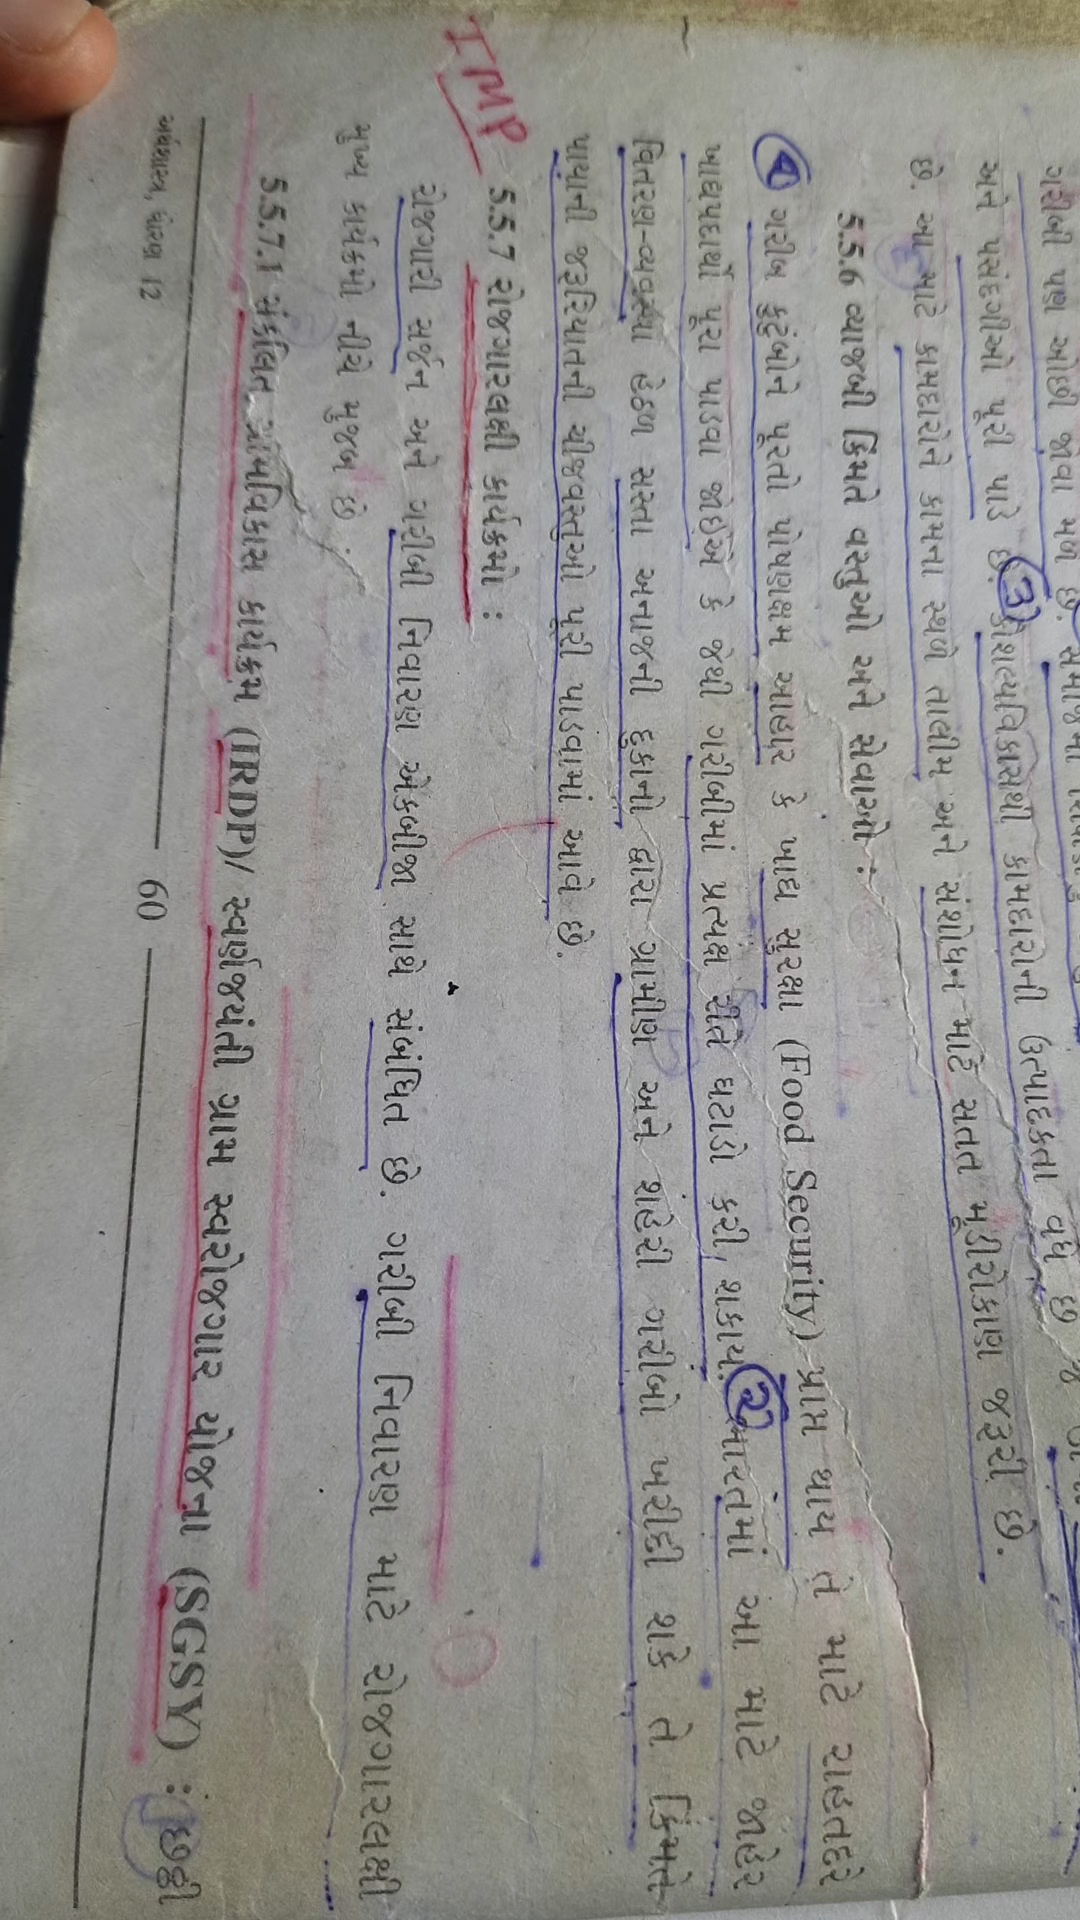 ગરીબી પણ ઓછી જોવા મળે છે.
અને પસંદગીઓ પૂરી પાડે છે. (3) કૌશલ્યવિકાસથી કામદારોની ઉત્પાદકતા વધે છે
છે. આ માટે કામદારોને કામના સ્થળે તાલીમ અને સંશોધન માટે સતત મૂડીરોકાણ જરૂરી છે.
5.5.6 વ્યાજબી કિંમતે વસ્તુઓ અને સેવાઓ :
ગરીબ કુટુંબોને પૂરતો પોષણક્ષમ આહાર કે ખાદ્ય સુરક્ષા (Food Security) પ્રાપ્ત થાય તે માટે રાહતદરે
ખાદ્યપદાર્થો પૂરા પાડવા જોઈએ કે જેથી ગરીબીમાં પ્રત્યક્ષ રીતે ઘટાડો કરી શકાય. (2) ભારતમાં આ માટે જાહેર
વિતરણ-વ્યવસ્થા હેઠળ સસ્તા અનાજની દુકાનો દ્વારા ગ્રામીણ અને શહેરી ગરીબો ખરીદી શકે તે કિંમતે
પાયાની જરૂરિયાતની ચીજવસ્તુઓ પૂરી પાડવામાં આવે છે.
IMP
5.5.7 રોજગારલક્ષી કાર્યક્રમો :
રોજગારી સર્જન અને ગરીબી નિવારણ એકબીજા સાથે સંબંધિત છે. ગરીબી નિવારણ માટે રોજગારલક્ષી
મુખ્ય કાર્યક્રમો નીચે મુજબ છે
5.5.7.1 સંકલિત ગ્રામવિકાસ કાર્યક્રમ (IRDP)/ સ્વર્ણજયંતી ગ્રામ સ્વરોજગાર યોજના (SGSY) : છઠ્ઠી
અર્થશાસ્ત્ર, ધોરણ 12
60